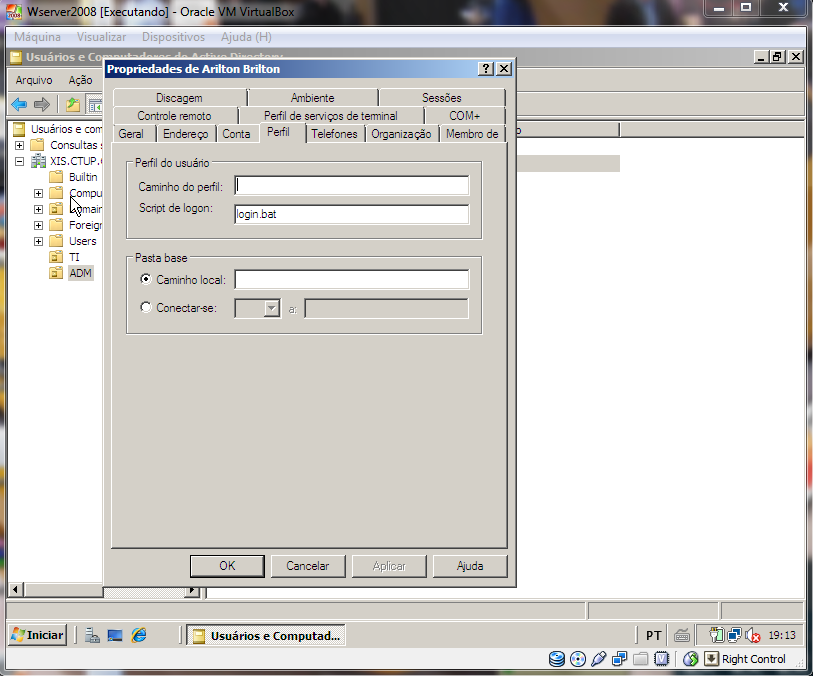 Wserver2008 [Executando] - Oracle VM VirtualBox
Máquina Visualizar Dispositivos Ajuda (H)
Usuários e Computadores do Active Directory
Arquivo Ação
Propriedades de Arilton Brilton
Discagem Ambiente Sessões
Controle remoto Perfil de serviços de terminal COM+
Geral Endereço Conta Perfil Telefones Organização Membro de
Usuários e com
Consultas s
XIS.CTUP.
Builtin
Compu
Foreig
Users
TI
ADM
Perfil do usuário
Caminho do perfil:
Script de logon: login.bat
Pasta base
Caminho local:
Conectar-se: a:
OK Cancelar Aplicar Ajuda
Iniciar Usuários e Computad... PT 19:13
Right Control